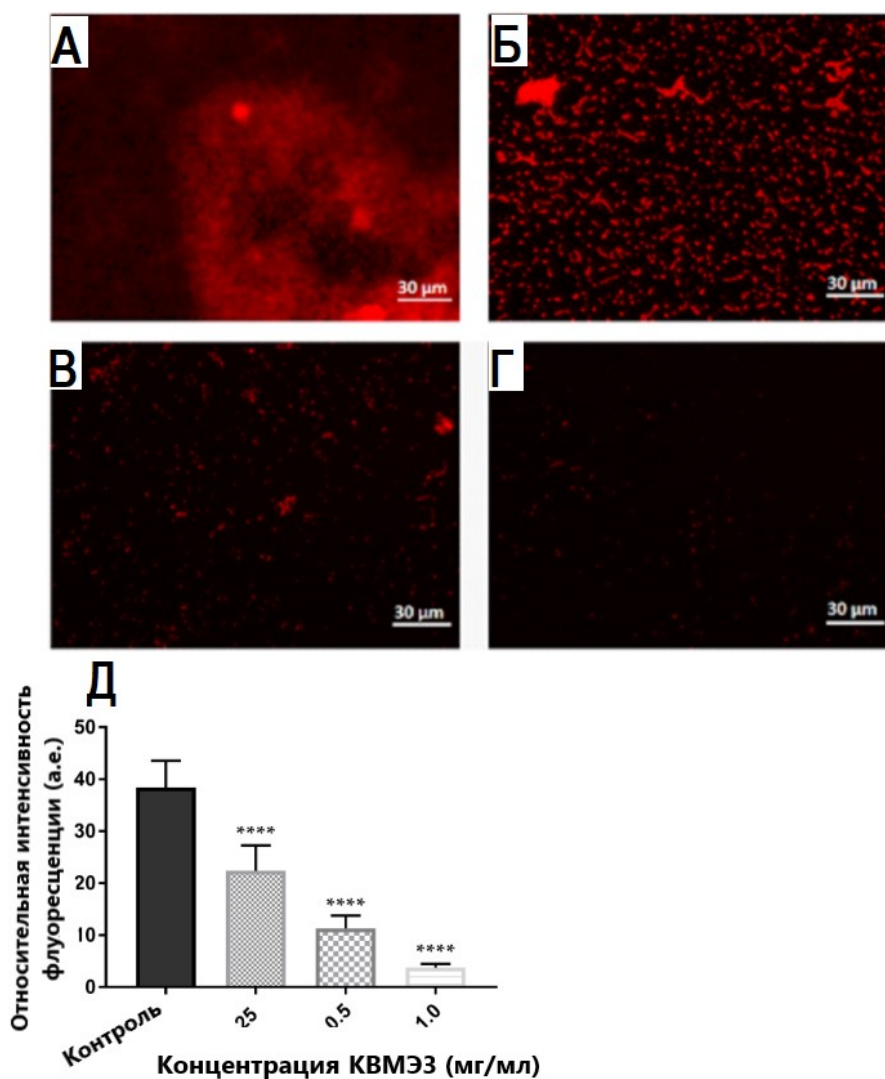 А
Б
30 µm
30 µm
В
Г
30 µm
30 µm
Д
Относительная интенсивность
флуоресценции (а.е.)
50
40
30
20
10
0
****
****
****
Контроль
25
0.5
1.0
Концентрация КВМЭЗ (мг/мл)